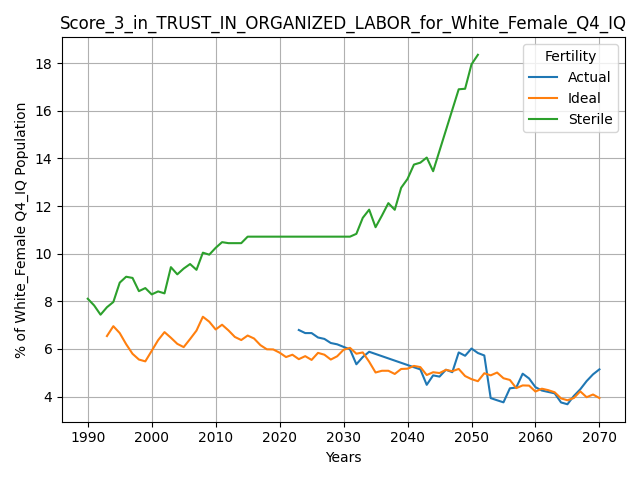 Score_3_in_TRUST_IN_ORGANIZED_LABOR_for_White_Female_Q4_IQ
% of White_Female Q4_IQ Population
18
16
14
12
10
8
6
4
Fertility
Actual
Ideal
Sterile
1990 2000 2010 2020 2030 2040 2050 2060 2070
Years